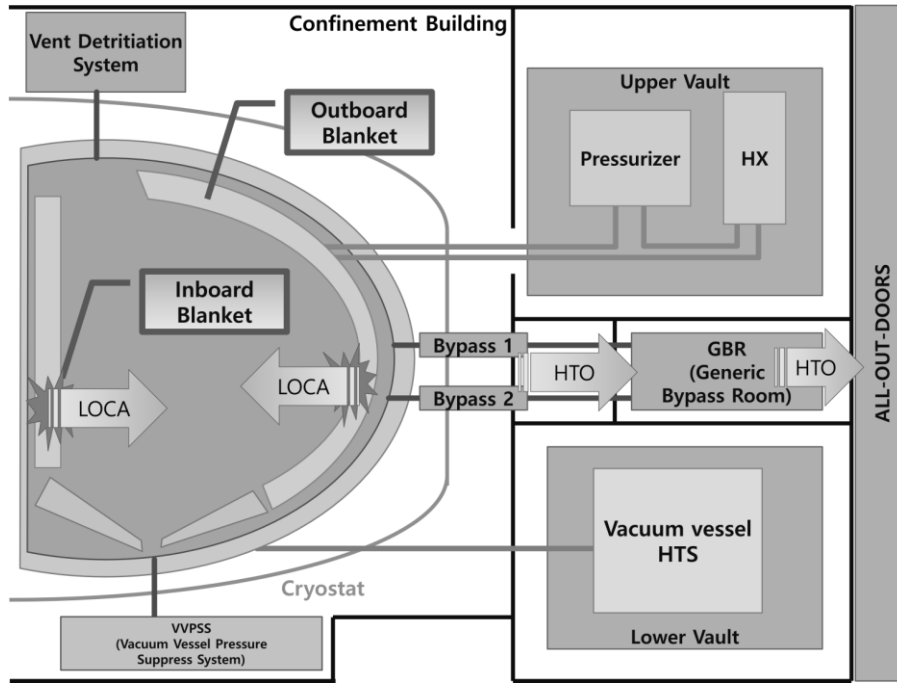 Confinement Building
Vent Detritiation
System
Outboard
Blanket
Inboard
Blanket
LOCA
LOCA
Upper Vault
Pressurizer
HX
Bypass 1
Bypass 2
HTO
GBR
(Generic
Bypass Room)
HTO
ALL-OUT-DOORS
Vacuum vessel
HTS
Lower Vault
Cryostat
VVPSS
(Vacuum Vessel Pressure
Suppress System)